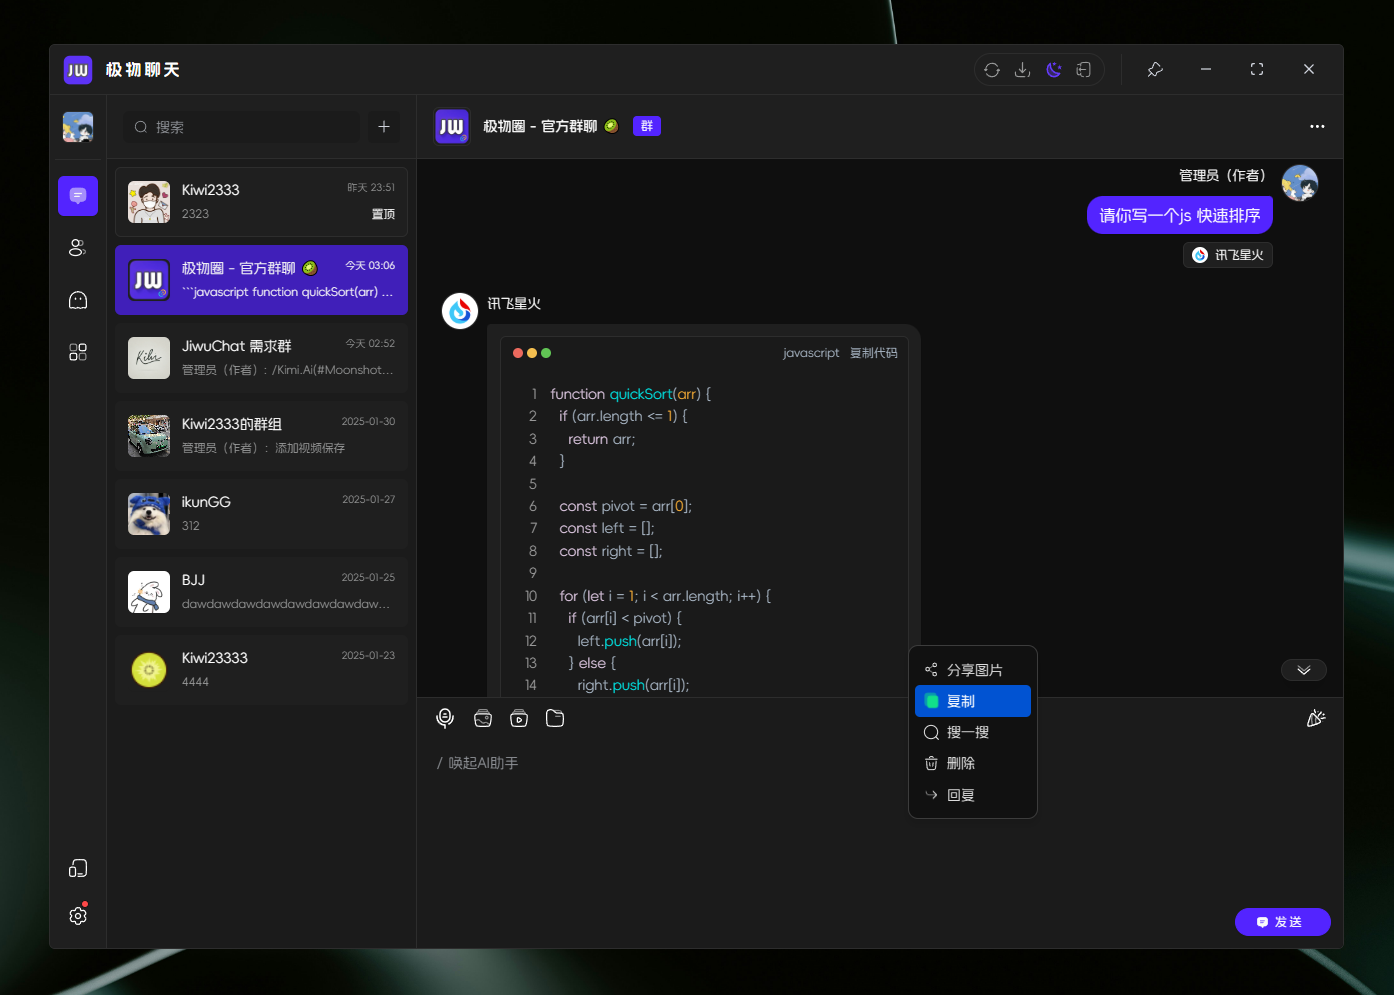 JW 极物聊天
搜索
Kiwi2333 昨天 23:51
2323 置顶
JW 极物圈 - 官方群聊 🥝 今天 03:06
```javascript function quickSort(arr) ...
JiwuChat 需求群 今天 02:52
管理员（作者）: /Kimi.Ai(#Moonshot...
Kiwi2333的群组 2025-01-30
管理员（作者）: 添加视频保存
ikunGG 2025-01-27
312
BJJ 2025-01-25
dawdawdawdawdawdawdawdaw...
Kiwi23333 2025-01-23
4444
JW 极物圈 - 官方群聊 🥝 群
管理员（作者）
请你写一个js 快速排序
讯飞星火
讯飞星火
javascript 复制代码
1 function quickSort(arr) {
2 if (arr.length <= 1) {
3 return arr;
4 }
5
6 const pivot = arr[0];
7 const left = [];
8 const right = [];
9
10 for (let i = 1; i < arr.length; i++) {
11 if (arr[i] < pivot) {
12 left.push(arr[i]);
13 } else {
14 right.push(arr[i]);
分享图片
复制
搜一搜
删除
回复
/ 唤起AI助手
发送